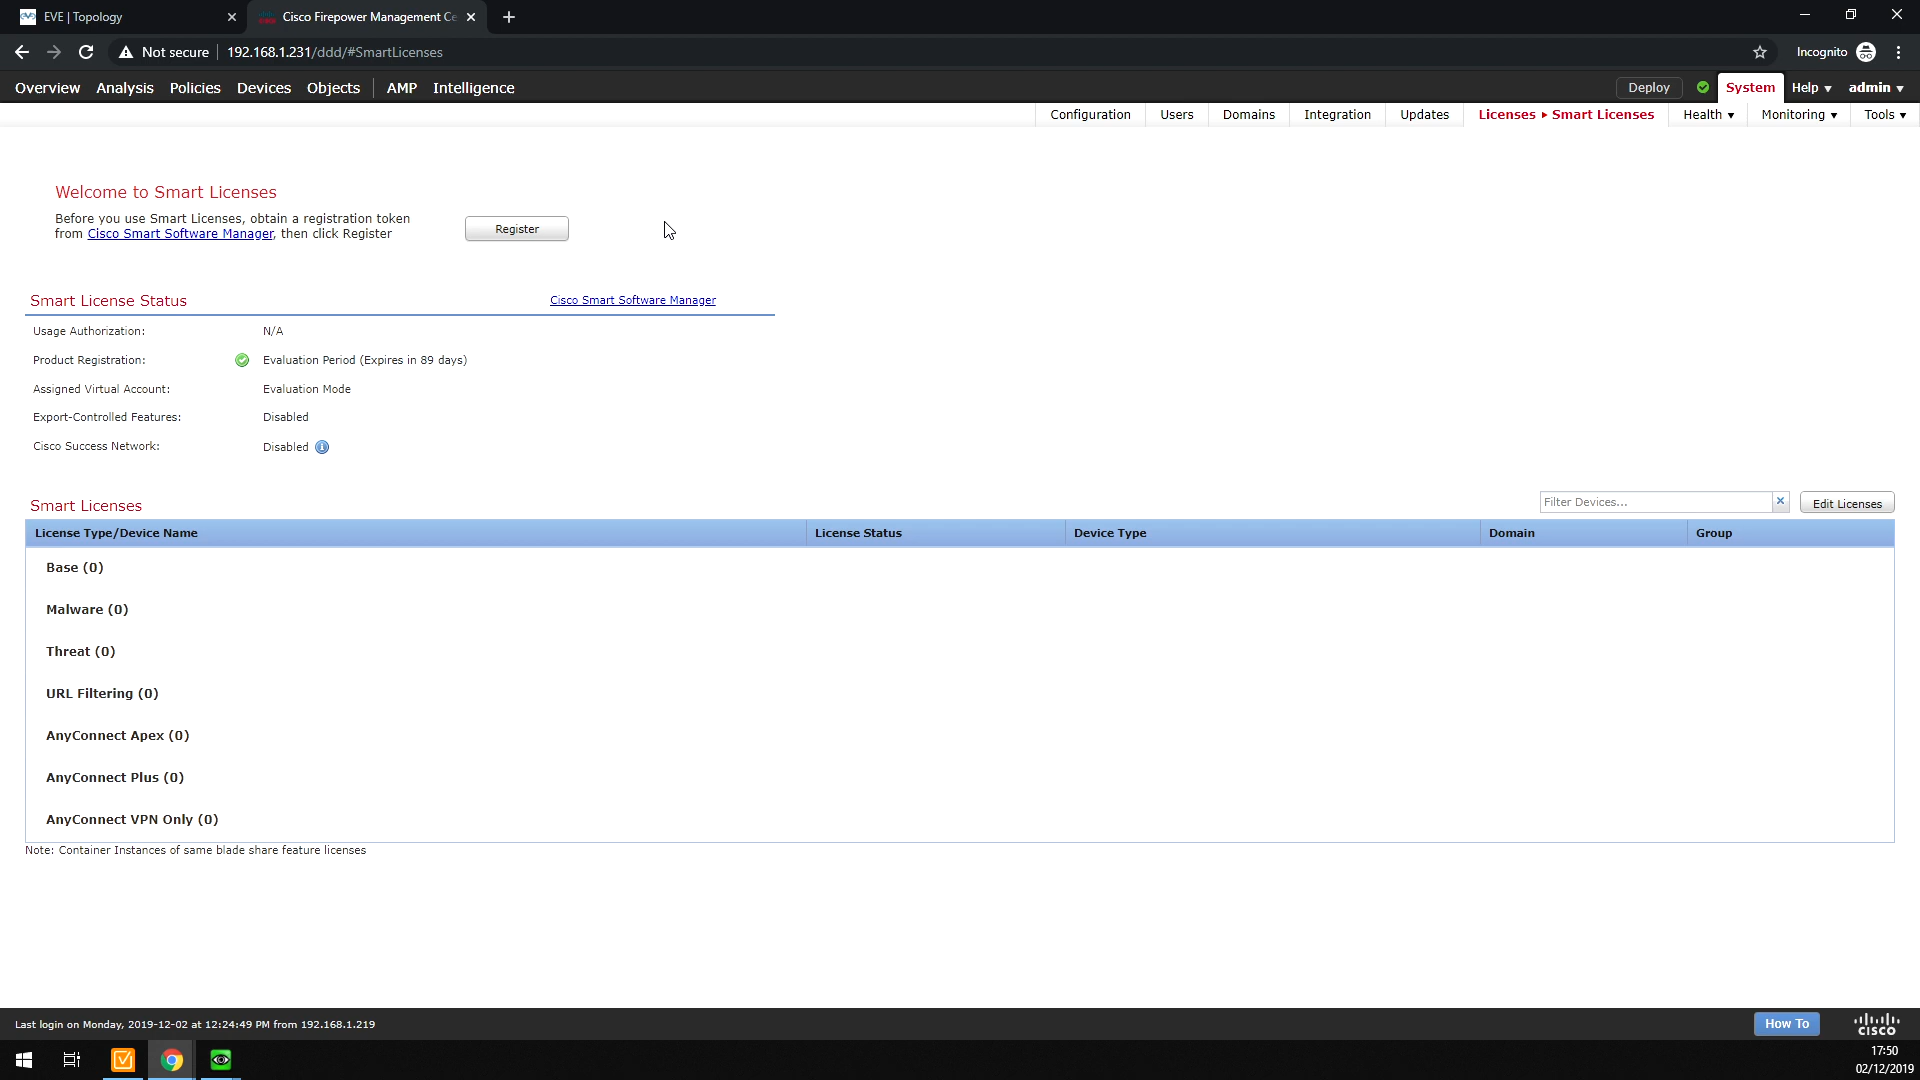 EVE | Topology
Cisco Firepower Management Ce
Not secure 192.168.1.231/ddd/#SmartLicenses
Incognito
Overview Analysis Policies Devices Objects AMP Intelligence
Deploy System Help admin
Configuration Users Domains Integration Updates Licenses Smart Licenses Health Monitoring Tools
Welcome to Smart Licenses
Before you use Smart Licenses, obtain a registration token
from Cisco Smart Software Manager, then click Register
Register
Smart License Status
Cisco Smart Software Manager
Usage Authorization: N/A
Product Registration: Evaluation Period (Expires in 89 days)
Assigned Virtual Account: Evaluation Mode
Export-Controlled Features: Disabled
Cisco Success Network: Disabled
Smart Licenses
Filter Devices...
Edit Licenses
License Type/Device Name License Status Device Type Domain Group
Base (0)
Malware (0)
Threat (0)
URL Filtering (0)
AnyConnect Apex (0)
AnyConnect Plus (0)
AnyConnect VPN Only (0)
Note: Container Instances of same blade share feature licenses
Last login on Monday, 2019-12-02 at 12:24:49 PM from 192.168.1.219
How To
cisco
17:50
02/12/2019